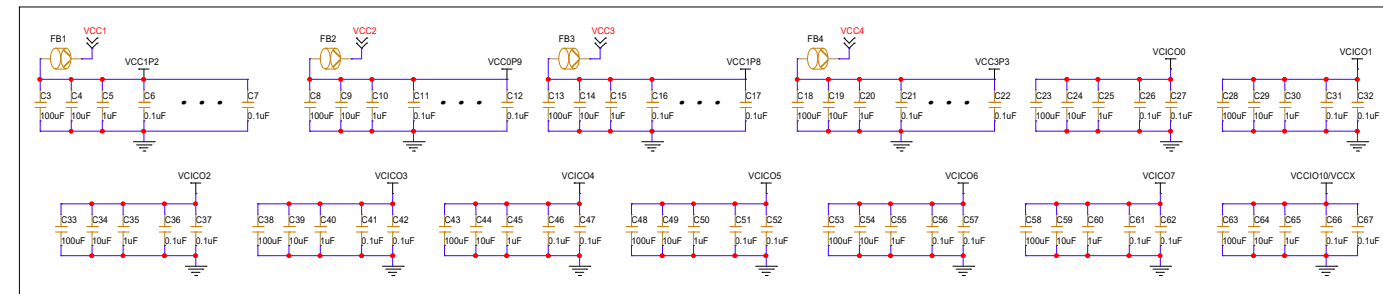 VCC1 VCC2 VCC3 VCC4
FB1 FB2 FB3 FB4
VCICO0 VCICO1
VCC1P2 VCC0P9 VCC1P8 VCC3P3
C3 C4 C5 C6 C7 C8 C9 C10 C11 C12 C13 C14 C15 C16 C17 C18 C19 C20 C21 C22 C23 C24 C25 C26 C27 C28 C29 C30 C31 C32
100uF 10uF 1uF 0.1uF 0.1uF 100uF 10uF 1uF 0.1uF 0.1uF 100uF 10uF 1uF 0.1uF 0.1uF 100uF 10uF 1uF 0.1uF 0.1uF 100uF 10uF 1uF 0.1uF 0.1uF 100uF 10uF 1uF 0.1uF 0.1uF
VCICO2 VCICO3 VCICO4 VCICO5 VCICO6 VCICO7 VCCIO10/VCCX
C33 C34 C35 C36 C37 C38 C39 C40 C41 C42 C43 C44 C45 C46 C47 C48 C49 C50 C51 C52 C53 C54 C55 C56 C57 C58 C59 C60 C61 C62 C63 C64 C65 C66 C67
100uF 10uF 1uF 0.1uF 0.1uF 100uF 10uF 1uF 0.1uF 0.1uF 100uF 10uF 1uF 0.1uF 0.1uF 100uF 10uF 1uF 0.1uF 0.1uF 100uF 10uF 1uF 0.1uF 0.1uF 100uF 10uF 1uF 0.1uF 0.1uF 100uF 10uF 1uF 0.1uF 0.1uF